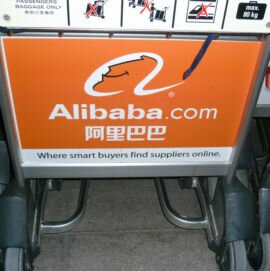 PASSENGERS'
BAGGAGE ONLY
max.
80 kg
Alibaba.com
阿里巴巴
Where smart buyers find suppliers online.